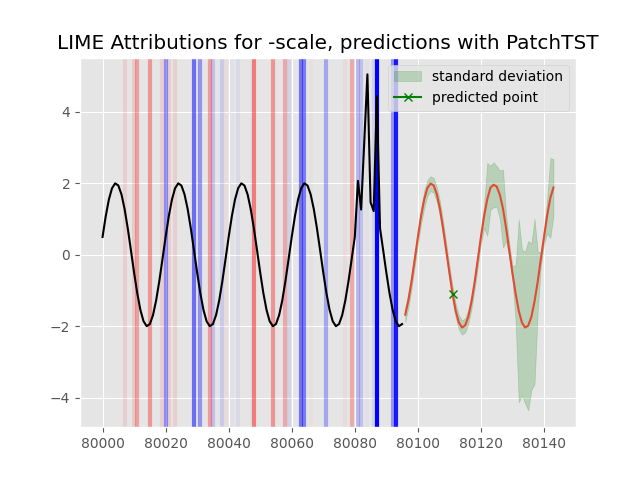 LIME Attributions for -scale, predictions with PatchTST
standard deviation
predicted point
4
2
0
−2
−4
80000 80020 80040 80060 80080 80100 80120 80140